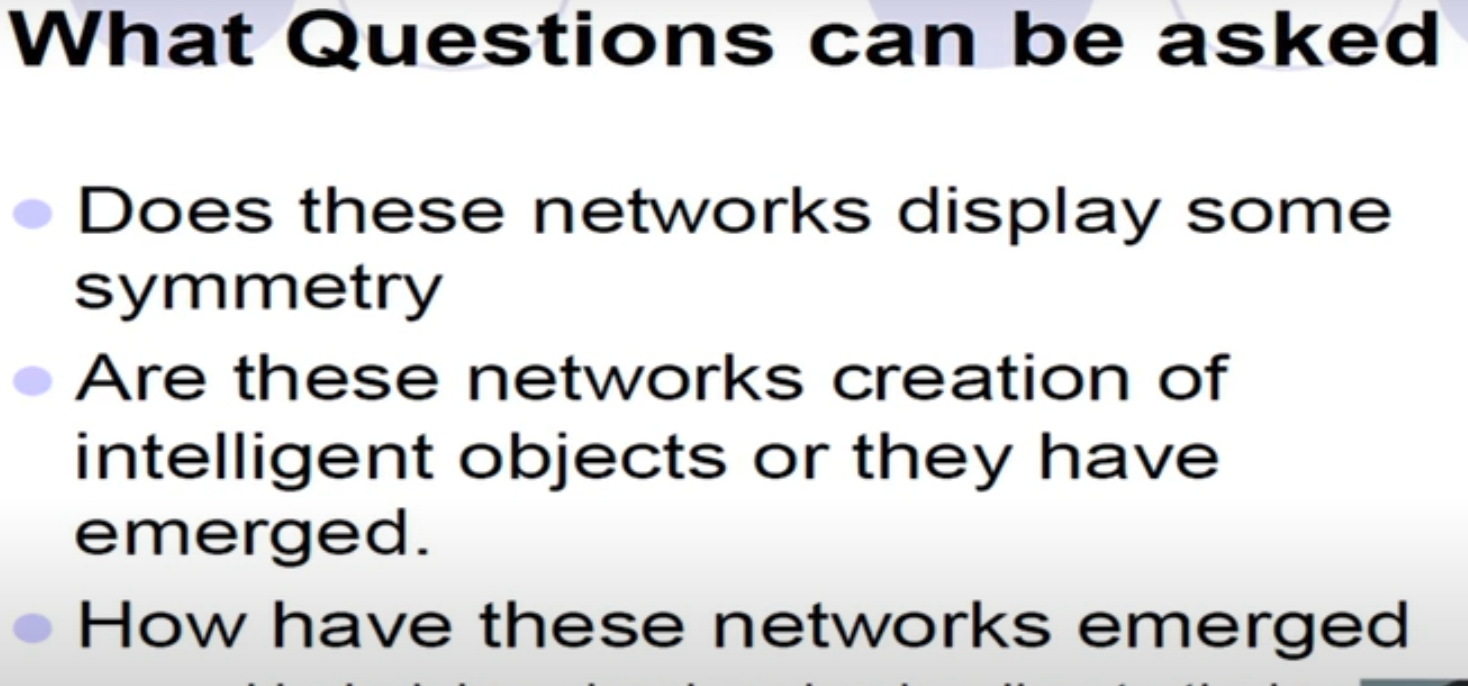 What Questions can be asked
Does these networks display some
symmetry
Are these networks creation of
intelligent objects or they have
emerged.
How have these networks emerged